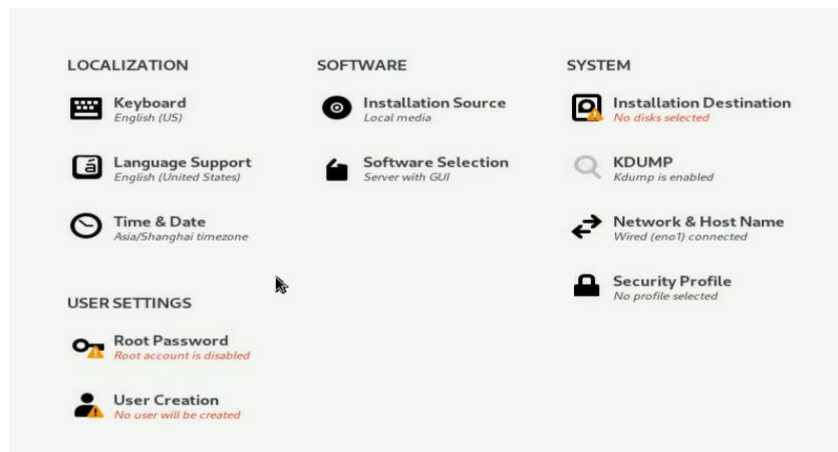 LOCALIZATION
Keyboard
English (US)
Language Support
English (United States)
Time & Date
Asia/Shanghai timezone
USER SETTINGS
Root Password
Root account is disabled
User Creation
No user will be created
SOFTWARE
Installation Source
Local media
Software Selection
Server with GUI
SYSTEM
Installation Destination
No disks selected
KDUMP
Kdump is enabled
Network & Host Name
Wired (eno1) connected
Security Profile
No profile selected